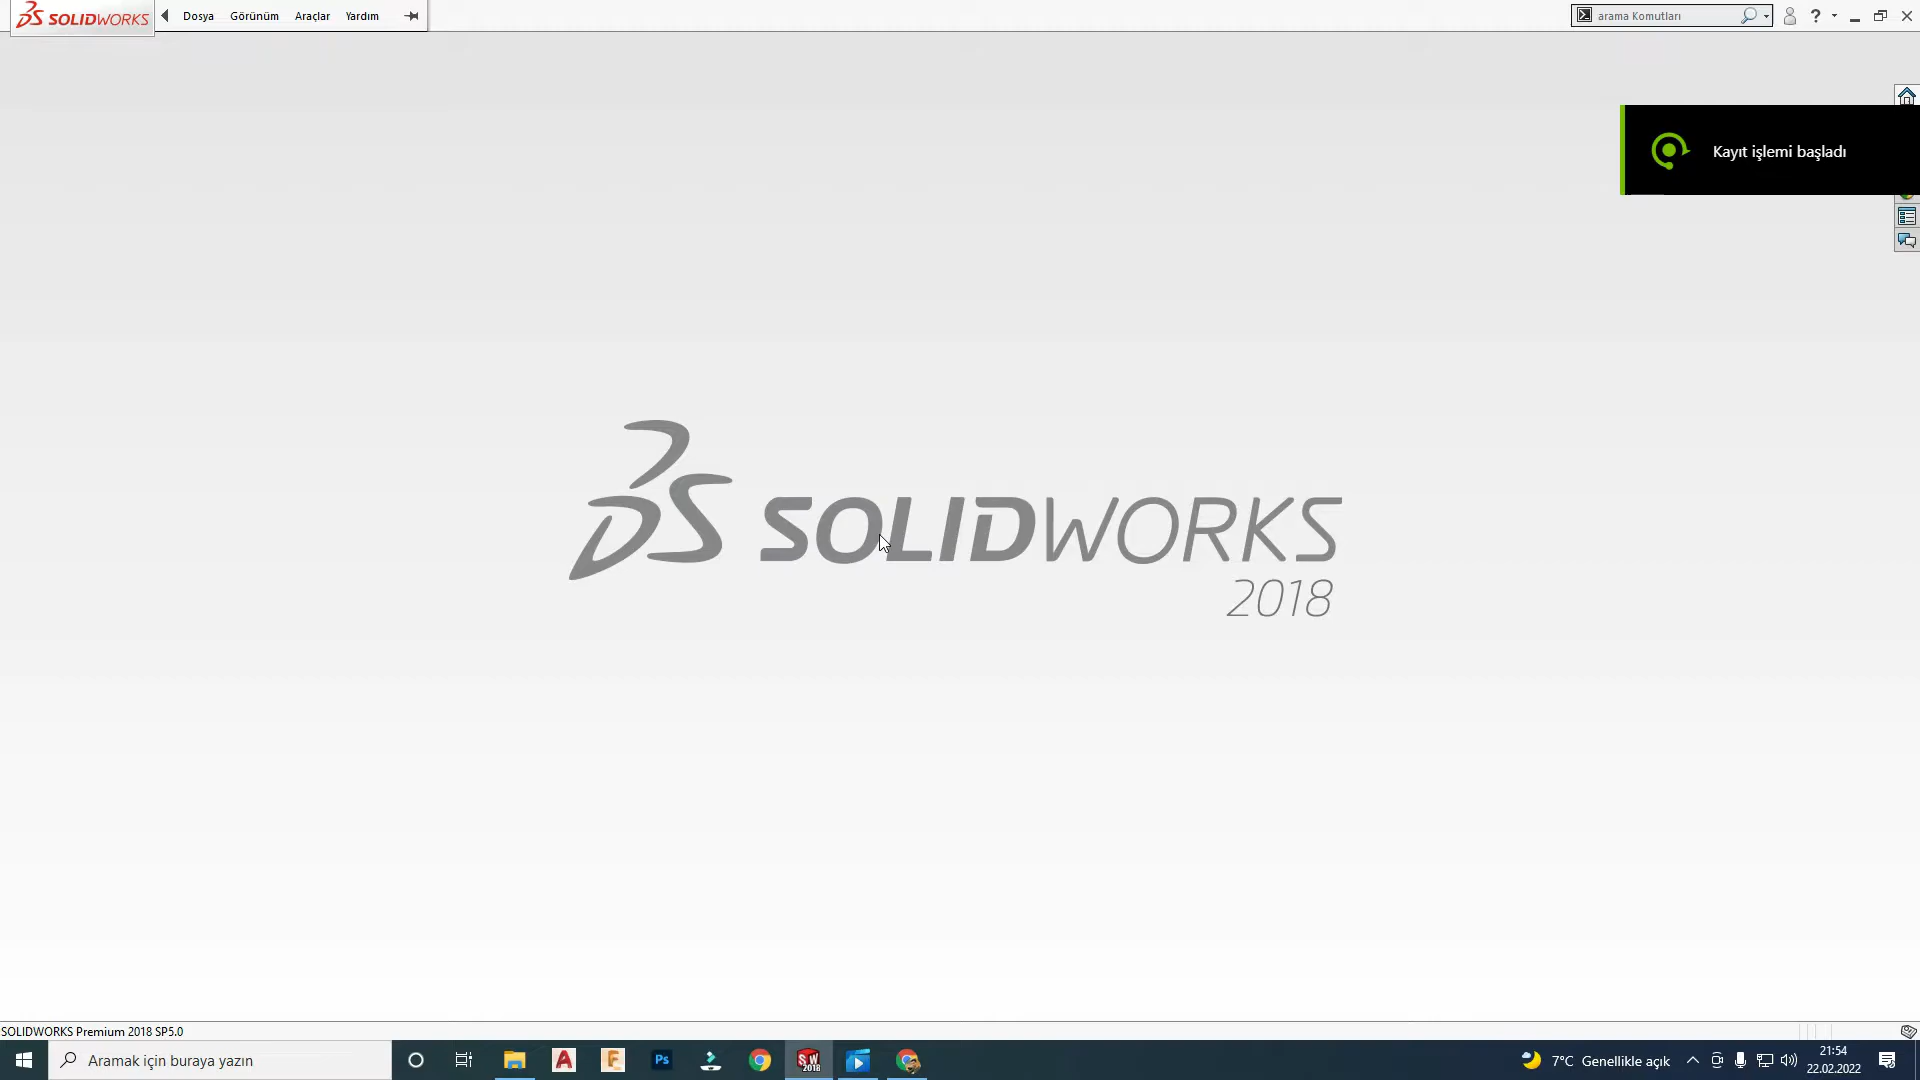 SOLIDWORKS
Dosya Görünüm Araçlar Yardım
arama Komutları
?
Kayıt işlemi başladı
SOLIDWORKS
2018
SOLIDWORKS Premium 2018 SP5.0
Aramak için buraya yazın
Ps
SW
2018
7°C Genellikle açık
21:54
22.02.2022